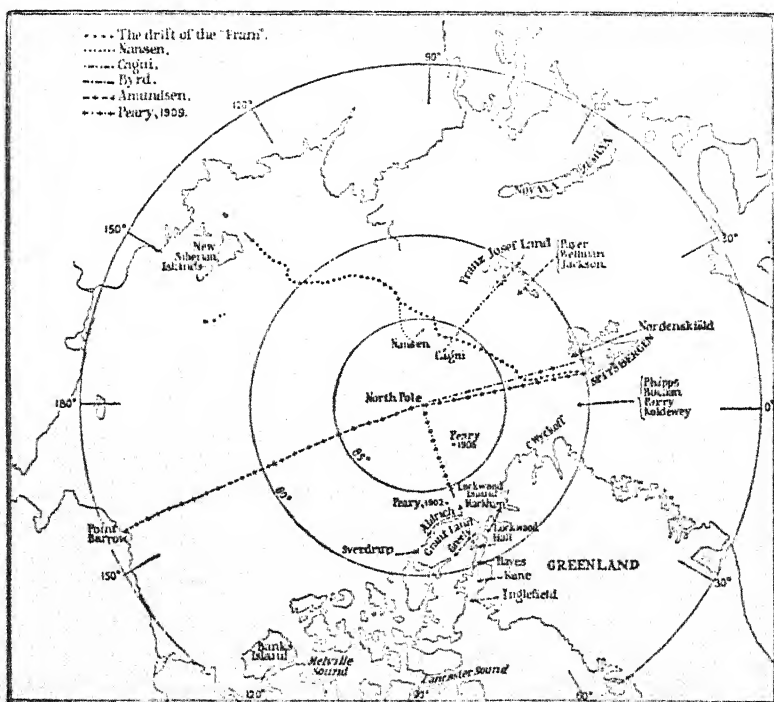 The drift of the "Fram".
Nansen.
Cagni.
Byrd.
Amundsen.
Peary, 1909.
90°
120°
60°
NOVAYA ZEMLYA
150°
30°
New
Siberian
Islands
Franz Josef Land
Payer
Wellman
Jackson.
Nansen
Cagni
Nordenskiöld
SPITSBERGEN
North Pole
Phipps
Buchan
Parry
Koldewey
180°
0°
Peary
1906
C. Wyckoff
85°
80°
Lockwood
Island
Markham
Peary, 1902
Aldrich
Grant Land
Greely
Lockwood
Hall
Point
Barrow
Sverdrup
Hayes
Kane
Inglefield
GREENLAND
150°
30°
Banks
Island
Melville
Sound
Lancaster Sound
120°
90°
60°